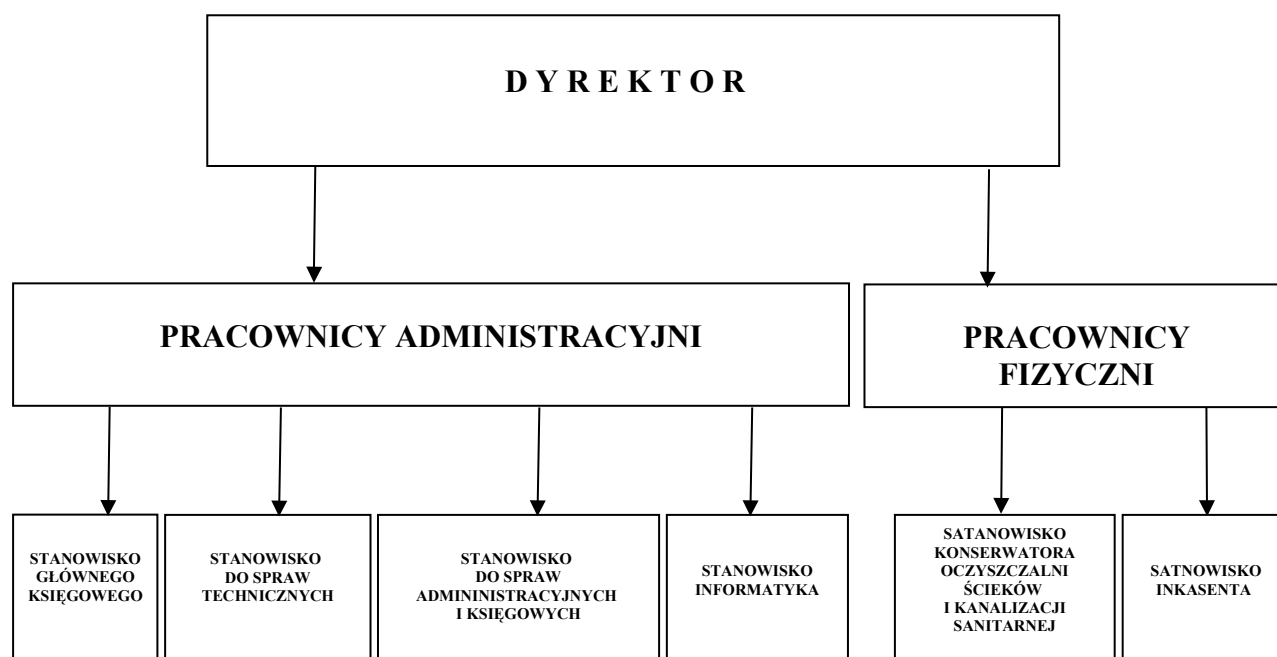 D Y R E K T O R
PRACOWNICY ADMINISTRACYJNI
PRACOWNICY
FIZYCZNI
STANOWISKO
GŁÓWNEGO
KSIĘGOWEGO
STANOWISKO
DO SPRAW
TECHNICZNYCH
STANOWISKO
DO SPRAW
ADMININISTRACYJNYCH
I KSIĘGOWYCH
STANOWISKO
INFORMATYKA
SATANOWISKO
KONSERWATORA
OCZYSZCZALNI
ŚCIEKÓW
I KANALIZACJI
SANITARNEJ
SATNOWISKO
INKASENTA